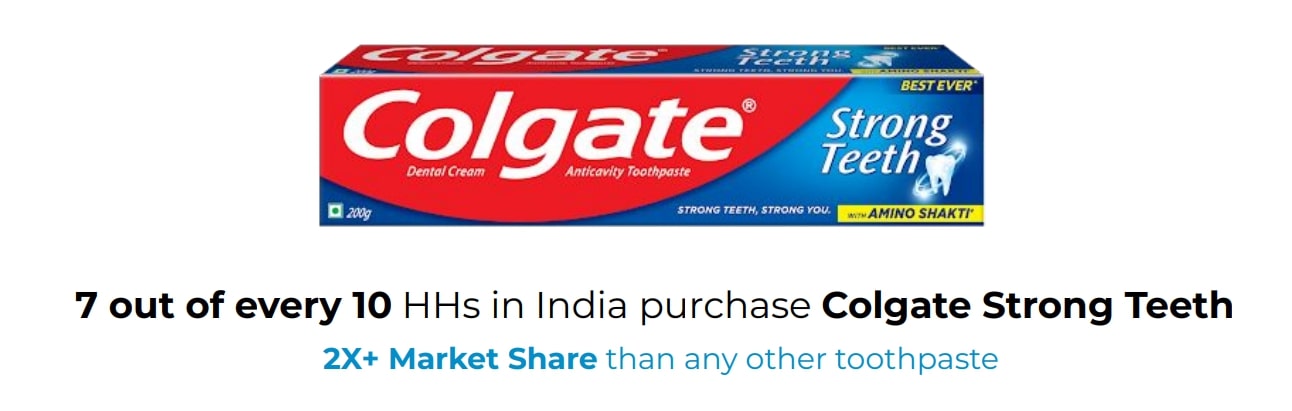 Colgate®
Strong
Teeth
BEST EVER*
STRONG TEETH, STRONG YOU.
WITH AMINO SHAKTI*
BEST EVER*
Colgate®
Strong
Teeth
Dental Cream
Anticavity Toothpaste
200g
STRONG TEETH, STRONG YOU.
WITH AMINO SHAKTI*
7 out of every 10 HHs in India purchase Colgate Strong Teeth
2X+ Market Share than any other toothpaste